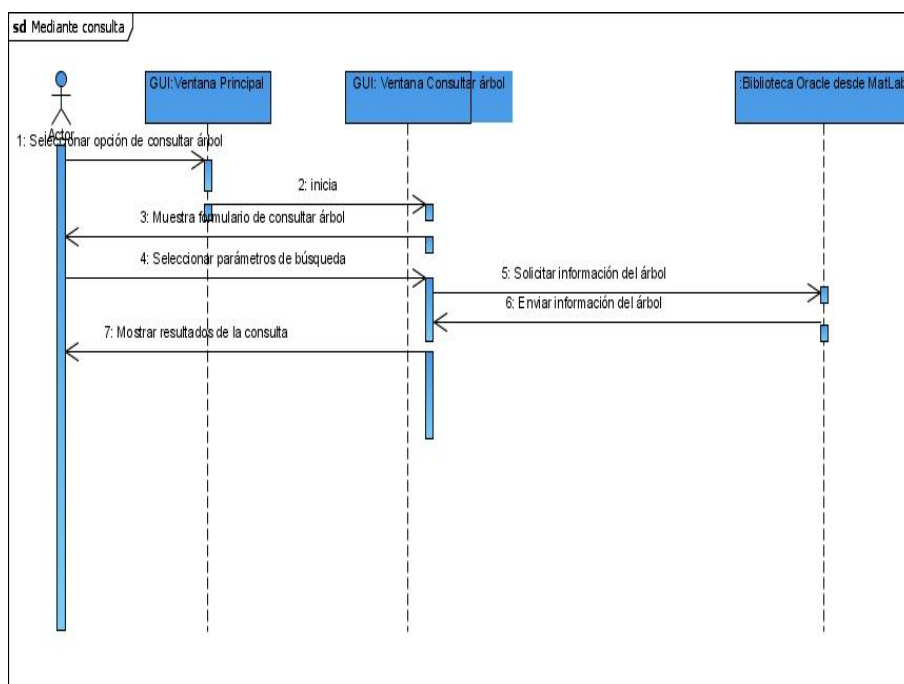 sd Mediante consulta
GUI:Ventana Principal
GUI: Ventana Consultar árbol
:Biblioteca Oracle desde MatLab
Actor
1: Seleccionar opción de consultar árbol
2: inicia
3: Muestra formulario de consultar árbol
4: Seleccionar parámetros de búsqueda
5: Solicitar información del árbol
6: Enviar información del árbol
7: Mostrar resultados de la consulta